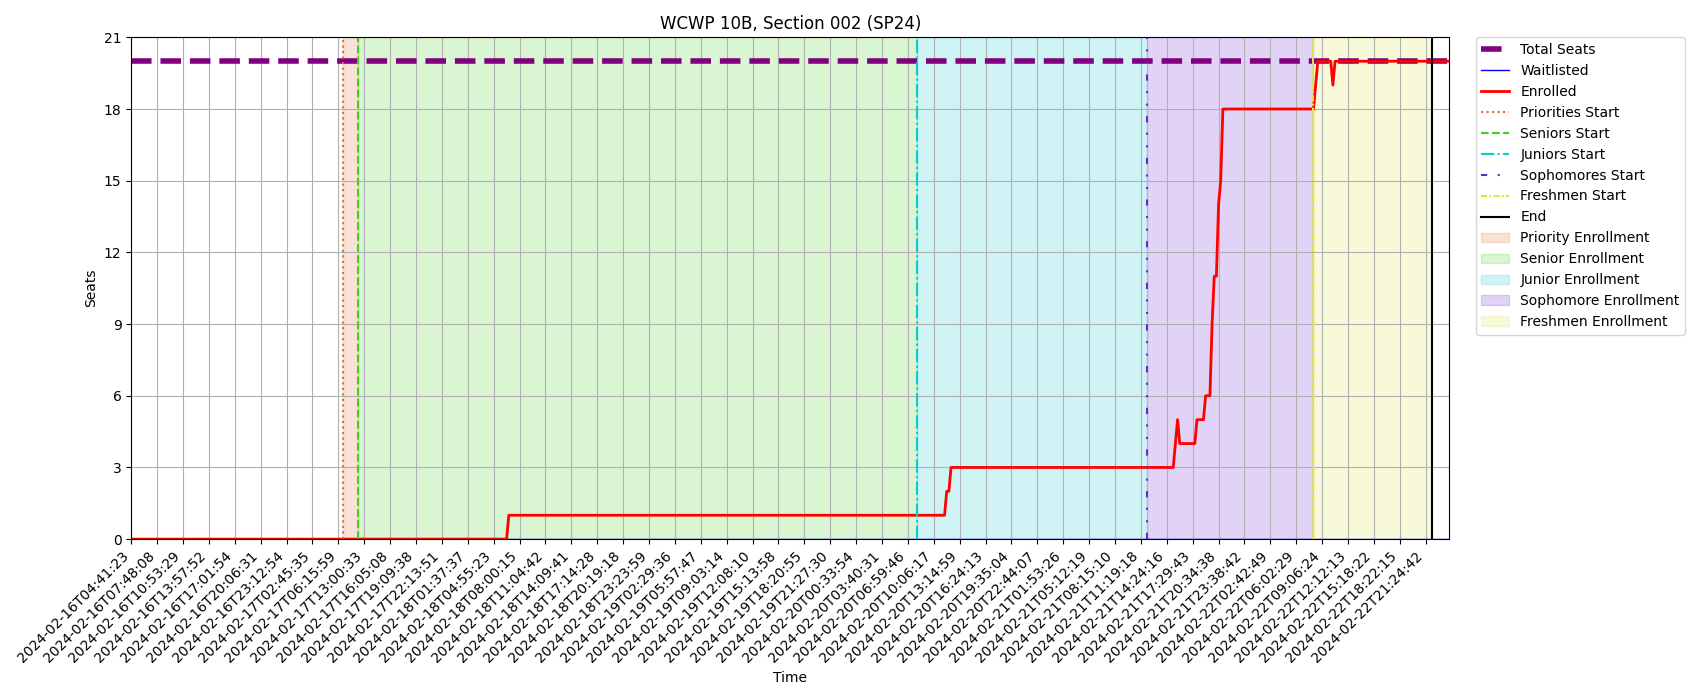 WCWP 10B, Section 002 (SP24)
Seats
21
18
15
12
9
6
3
0
2024-02-16T04:41:23
2024-02-16T07:48:08
2024-02-16T10:53:29
2024-02-16T13:57:52
2024-02-16T17:01:54
2024-02-16T20:06:31
2024-02-16T23:12:54
2024-02-17T02:45:35
2024-02-17T06:15:59
2024-02-17T13:00:33
2024-02-17T16:05:08
2024-02-17T19:09:38
2024-02-17T22:13:51
2024-02-18T01:37:37
2024-02-18T04:55:23
2024-02-18T08:00:15
2024-02-18T11:04:42
2024-02-18T14:09:41
2024-02-18T17:14:28
2024-02-18T20:19:18
2024-02-18T23:23:59
2024-02-19T02:29:36
2024-02-19T05:57:47
2024-02-19T09:03:14
2024-02-19T12:08:10
2024-02-19T15:13:58
2024-02-19T18:20:55
2024-02-19T21:27:30
2024-02-20T00:33:54
2024-02-20T03:40:31
2024-02-20T06:59:46
2024-02-20T10:06:17
2024-02-20T13:14:59
2024-02-20T16:24:13
2024-02-20T19:35:04
2024-02-20T22:44:07
2024-02-21T01:53:26
2024-02-21T05:12:19
2024-02-21T08:15:10
2024-02-21T11:19:18
2024-02-21T14:24:16
2024-02-21T17:29:43
2024-02-21T20:34:38
2024-02-21T23:38:42
2024-02-22T02:42:49
2024-02-22T06:02:29
2024-02-22T09:06:24
2024-02-22T12:12:13
2024-02-22T15:18:22
2024-02-22T18:22:15
2024-02-22T21:24:42
Time
Total Seats
Waitlisted
Enrolled
Priorities Start
Seniors Start
Juniors Start
Sophomores Start
Freshmen Start
End
Priority Enrollment
Senior Enrollment
Junior Enrollment
Sophomore Enrollment
Freshmen Enrollment